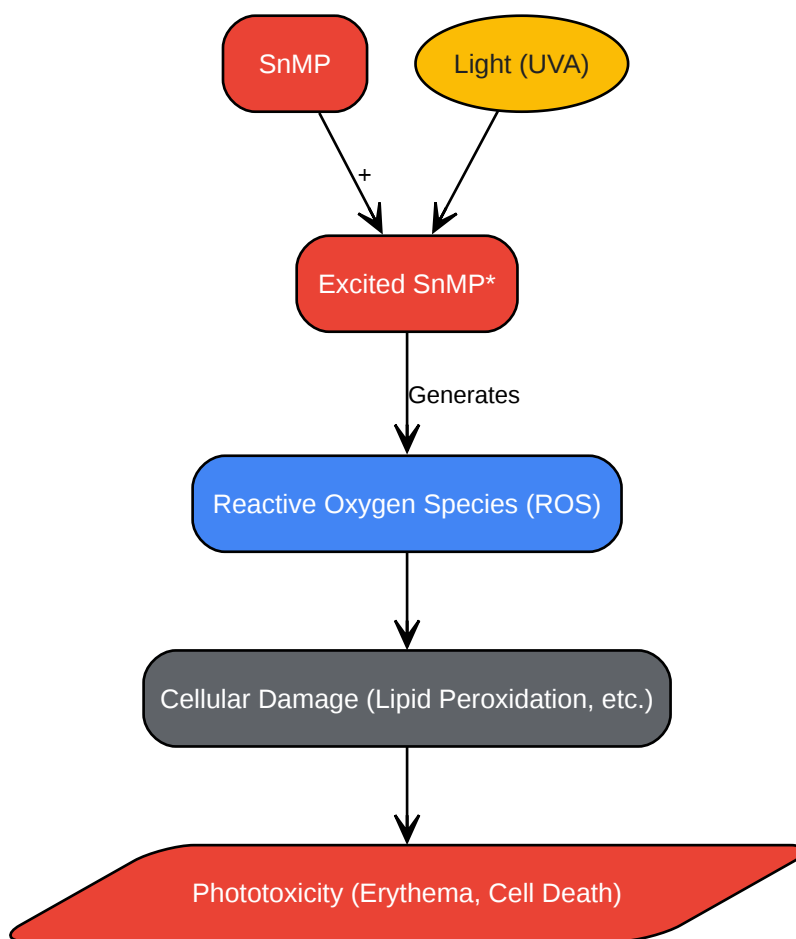 SnMP
Light (UVA)
+
Excited SnMP*
Generates
Reactive Oxygen Species (ROS)
Cellular Damage (Lipid Peroxidation, etc.)
Phototoxicity (Erythema, Cell Death)